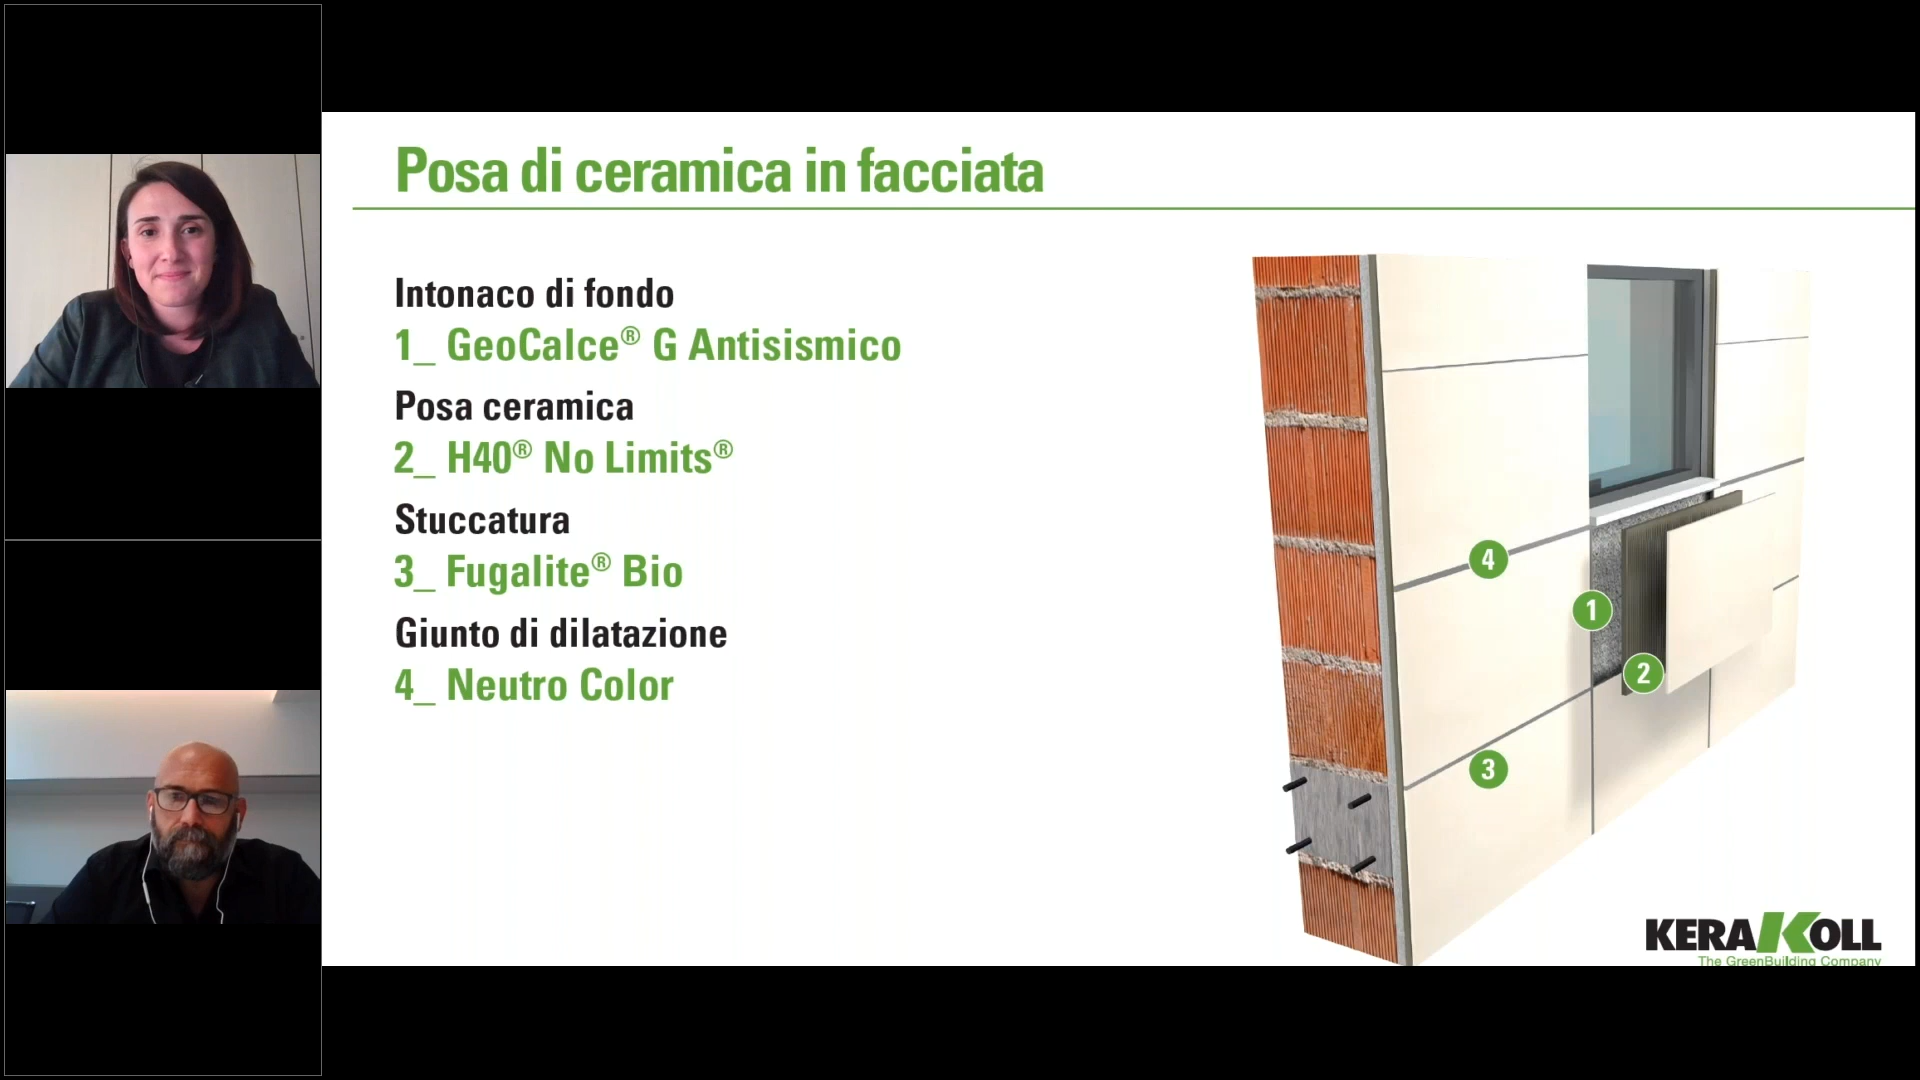 Posa di ceramica in facciata
Intonaco di fondo
1_ GeoCalce® G Antisismico
Posa ceramica
2_ H40® No Limits®
Stuccatura
3_ Fugalite® Bio
Giunto di dilatazione
4_ Neutro Color
4
1
2
3
KERAKOLL
The GreenBuilding Company